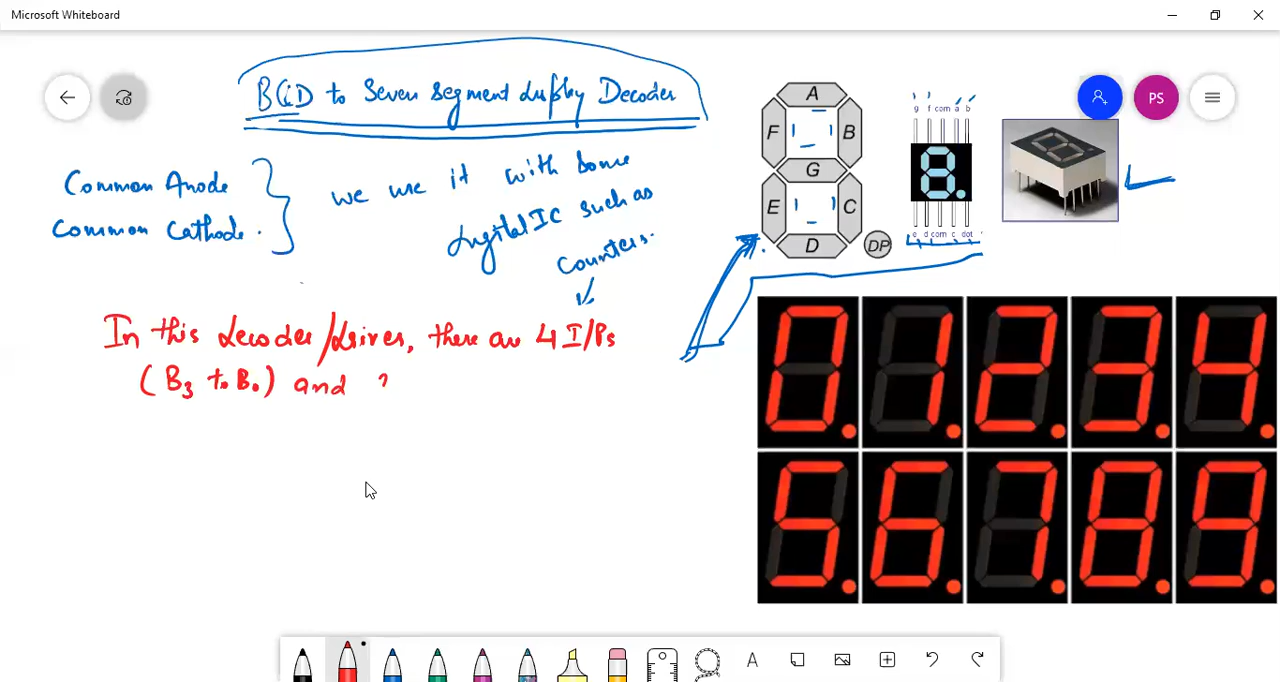 Microsoft Whiteboard
BCD to Seven segment display Decoder
PS
Common Anode
Common Cathode.
we use it with some
digital IC such as
counters.
In this decoder/driver, there are 4 I/Ps
(B3 to B0) and
A
F
B
G
E
C
D
DP
g f com a b
e d com c dot
A